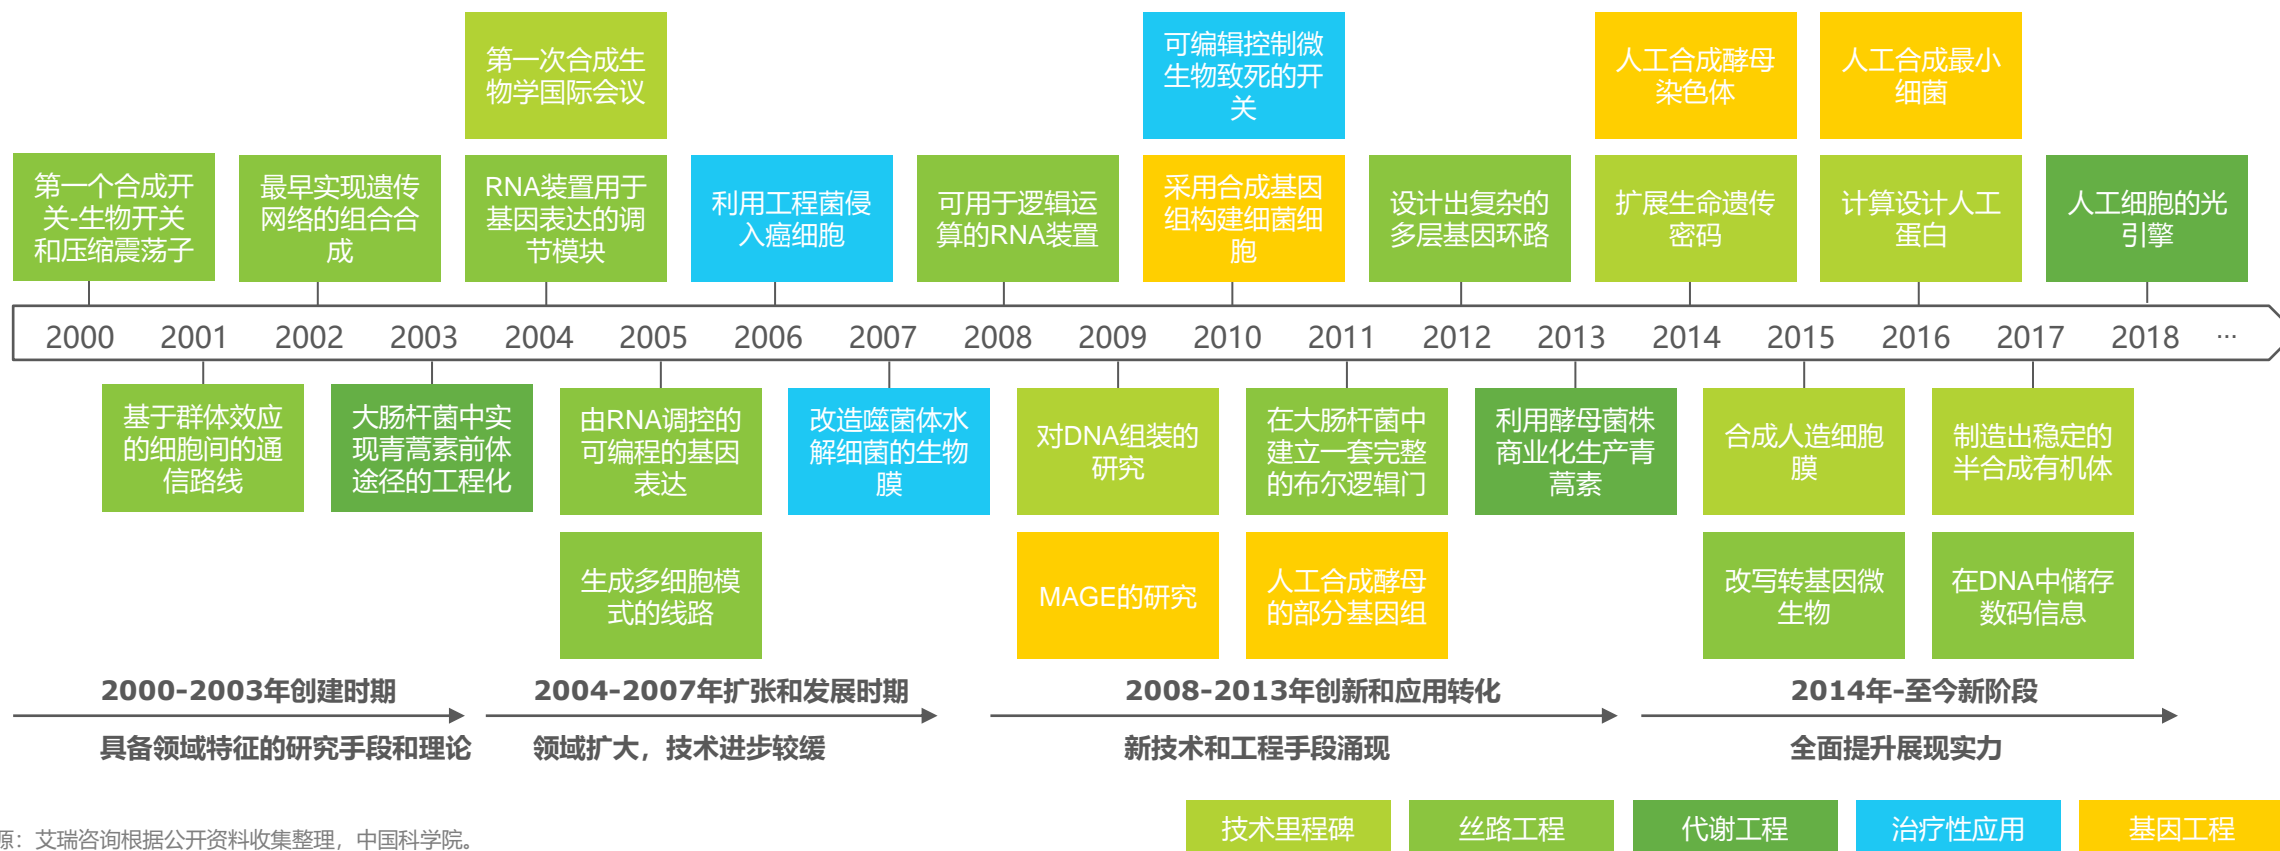 第一次合成生
物学国际会议
可编辑控制微
生物致死的开
关
人工合成酵母
染色体
人工合成最小
细菌
第一个合成开
关-生物开关
和压缩震荡子
最早实现遗传
网络的组合合
成
RNA装置用于
基因表达的调
节模块
利用工程菌侵
入癌细胞
可用于逻辑运
算的RNA装置
采用合成基因
组构建细菌细
胞
设计出复杂的
多层基因环路
扩展生命遗传
密码
计算设计人工
蛋白
人工细胞的光
引擎
2000 2001 2002 2003 2004 2005 2006 2007 2008 2009 2010 2011 2012 2013 2014 2015 2016 2017 2018 ...
基于群体效应
的细胞间的通
信路线
大肠杆菌中实
现青蒿素前体
途径的工程化
由RNA调控的
可编程的基因
表达
改造噬菌体水
解细菌的生物
膜
对DNA组装的
研究
在大肠杆菌中
建立一套完整
的布尔逻辑门
利用酵母菌株
商业化生产青
蒿素
合成人造细胞
膜
制造出稳定的
半合成有机体
生成多细胞模
式的线路
MAGE的研究
人工合成酵母
的部分基因组
改写转基因微
生物
在DNA中储存
数码信息
2000-2003年创建时期
2004-2007年扩张和发展时期
2008-2013年创新和应用转化
2014年-至今新阶段
具备领域特征的研究手段和理论
领域扩大，技术进步较缓
新技术和工程手段涌现
全面提升展现实力
技术里程碑
丝路工程
代谢工程
治疗性应用
基因工程
源：艾瑞咨询根据公开资料收集整理，中国科学院。